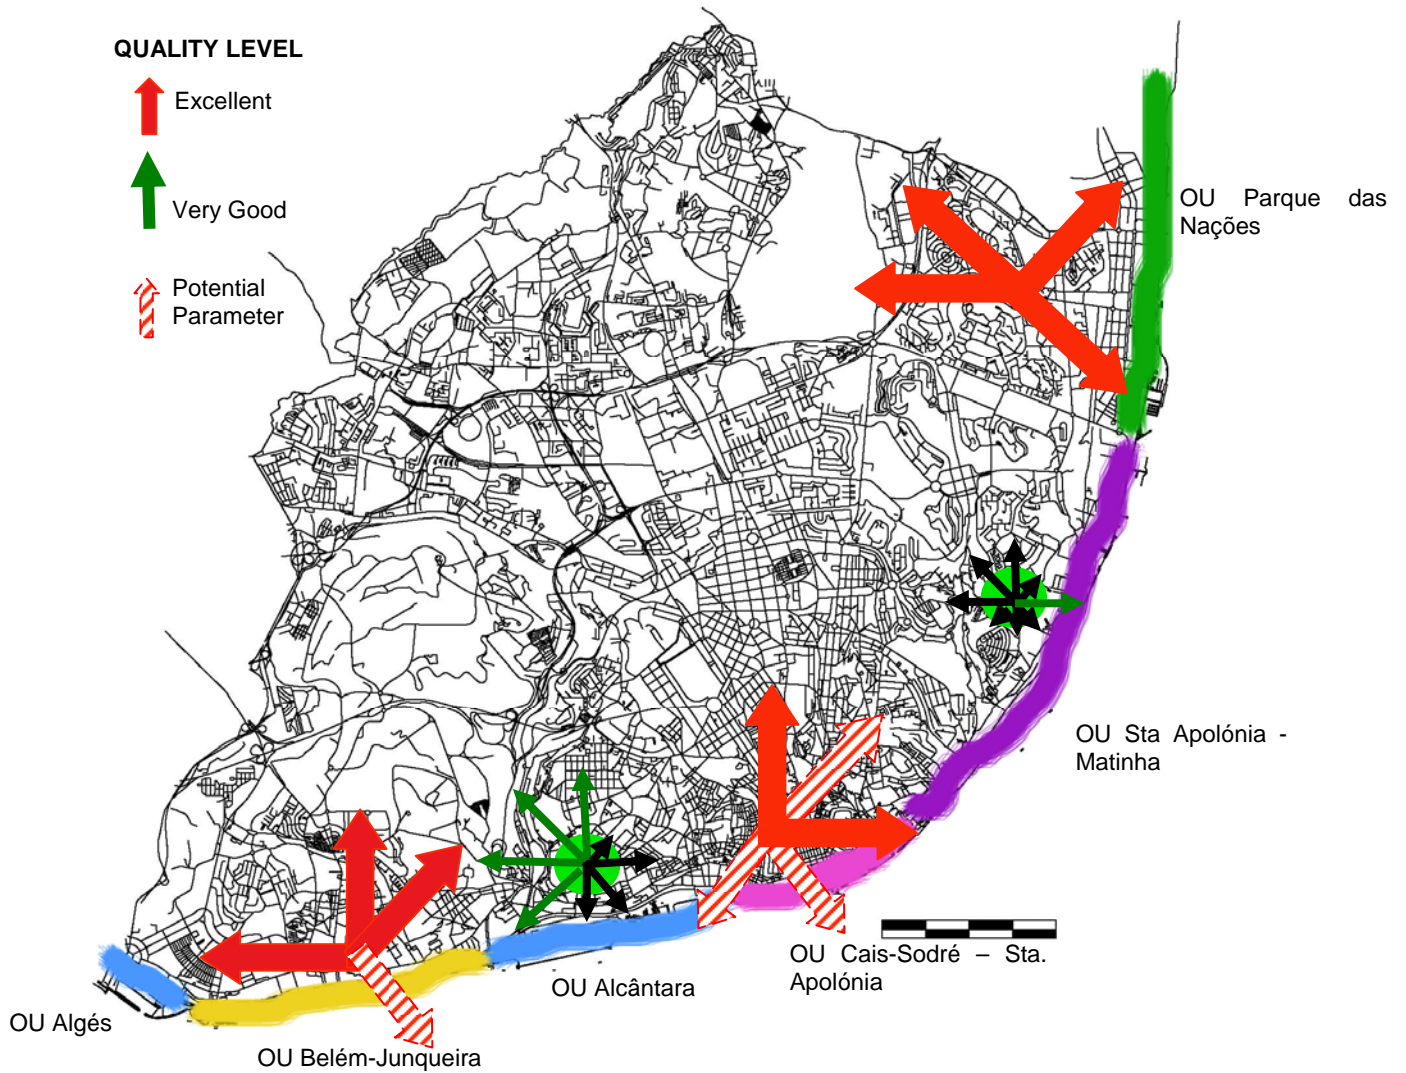 QUALITY LEVEL
Excellent
Very Good
Potential
Parameter
OU Parque das
Nações
OU Sta Apolónia -
Matinha
OU Cais-Sodré – Sta.
Apolónia
OU Alcântara
OU Algés
OU Belém-Junqueira